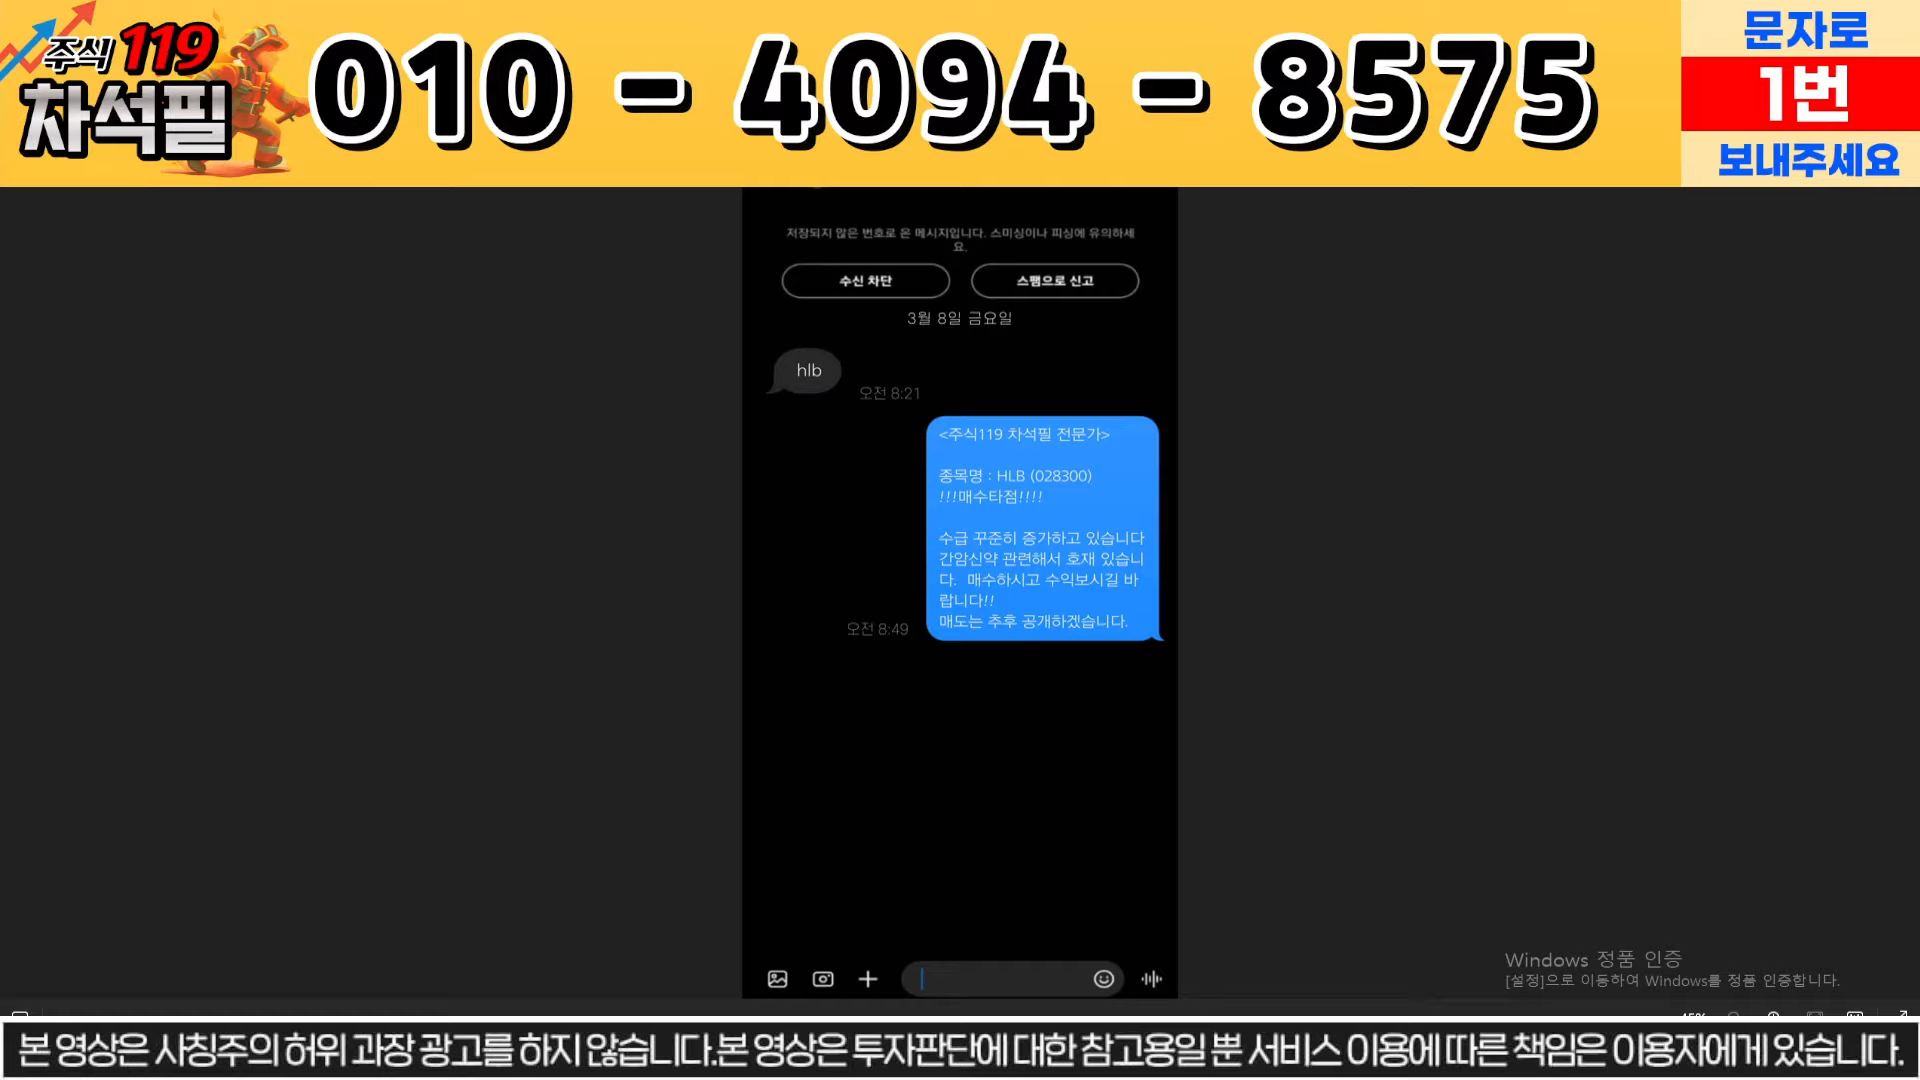 주식 119
차석필
010 - 4094 - 8575
문자로
1번
보내주세요
저장되지 않은 번호로 온 메시지입니다. 스미싱이나 피싱에 유의하세
요.
수신 차단
스팸으로 신고
3월 8일 금요일
hlb
오전 8:21
<주식119 차석필 전문가>
종목명 : HLB (028300)
!!!매수타점!!!!
수급 꾸준히 증가하고 있습니다
간암신약 관련해서 호재 있습니
다.  매수하시고 수익보시길 바
랍니다!!
매도는 추후 공개하겠습니다.
오전 8:49
Windows 정품 인증
[설정]으로 이동하여 Windows를 정품 인증합니다.
본 영상은 사칭주의 허위 과장 광고를 하지 않습니다.본 영상은 투자판단에 대한 참고용일 뿐 서비스 이용에 따른 책임은 이용자에게 있습니다.